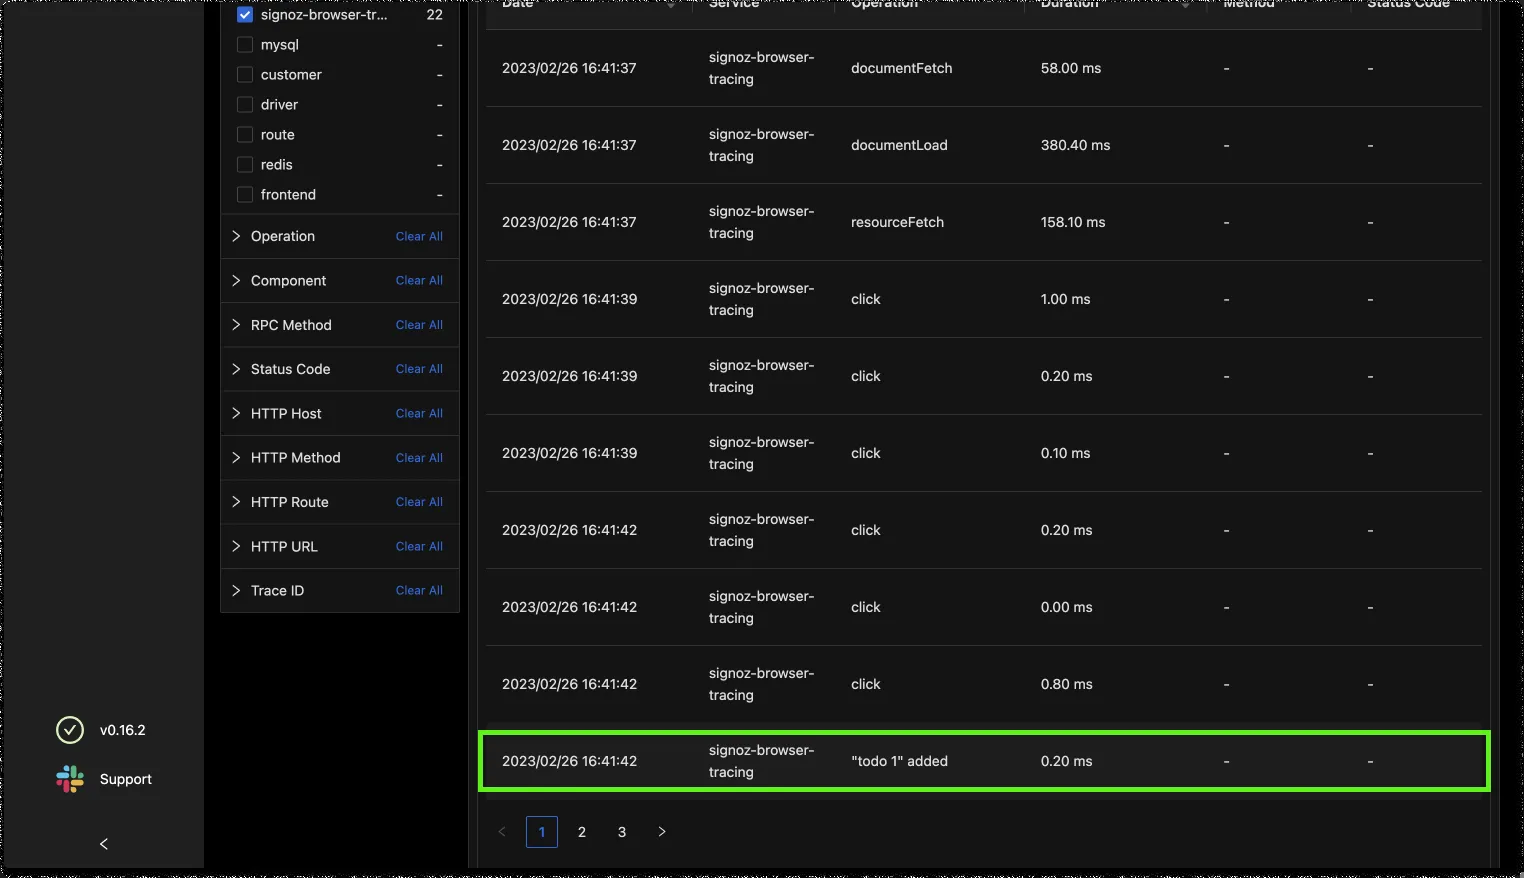 signoz-browser-tr... 22
mysql -
customer -
driver -
route -
redis -
frontend -
Operation Clear All
Component Clear All
RPC Method Clear All
Status Code Clear All
HTTP Host Clear All
HTTP Method Clear All
HTTP Route Clear All
HTTP URL Clear All
Trace ID Clear All
v0.16.2
Support
Date Service Operation Duration Method Status Code
2023/02/26 16:41:37 signoz-browser- documentFetch 58.00 ms - -
tracing
2023/02/26 16:41:37 signoz-browser- documentLoad 380.40 ms - -
tracing
2023/02/26 16:41:37 signoz-browser- resourceFetch 158.10 ms - -
tracing
2023/02/26 16:41:39 signoz-browser- click 1.00 ms - -
tracing
2023/02/26 16:41:39 signoz-browser- click 0.20 ms - -
tracing
2023/02/26 16:41:39 signoz-browser- click 0.10 ms - -
tracing
2023/02/26 16:41:42 signoz-browser- click 0.20 ms - -
tracing
2023/02/26 16:41:42 signoz-browser- click 0.00 ms - -
tracing
2023/02/26 16:41:42 signoz-browser- click 0.80 ms - -
tracing
2023/02/26 16:41:42 signoz-browser- "todo 1" added 0.20 ms - -
tracing
1 2 3